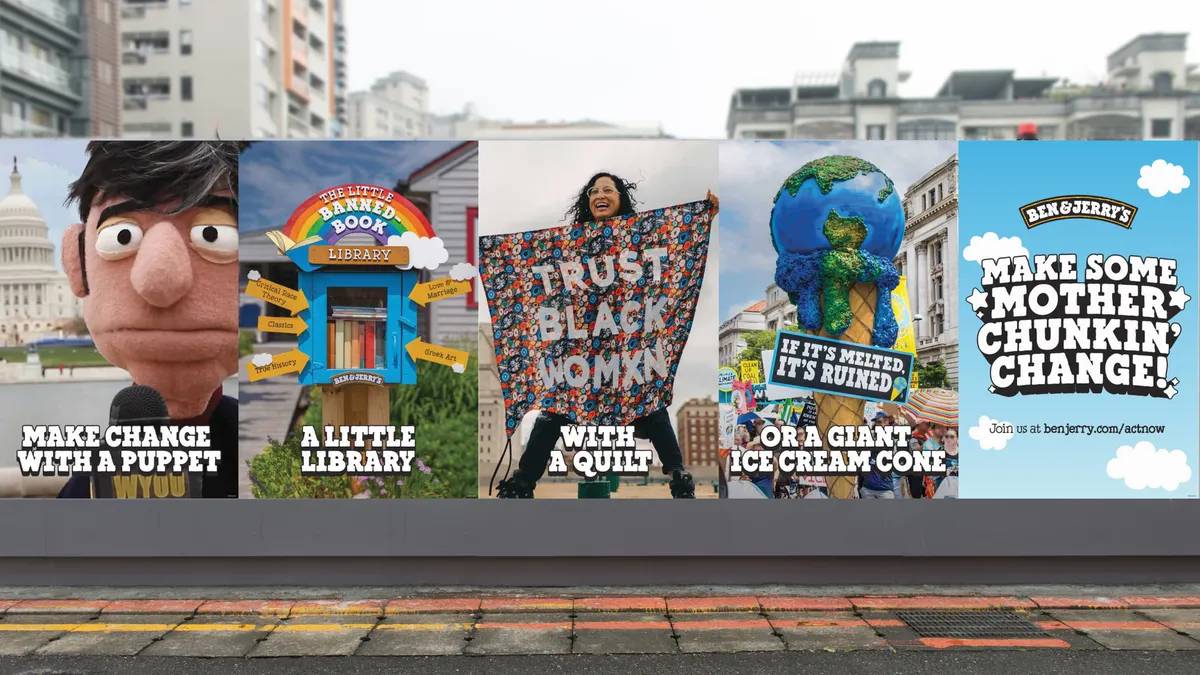 WYOU
MAKE CHANGE
WITH A PUPPET
THE LITTLE
BANNED-
BOOK
LIBRARY
Critical Race
Theory
Classics
True History
Love &
Marriage
Greek Art
BEN&JERRY'S
A LITTLE
LIBRARY
TRUST
BLACK
WOMXN
WITH
A QUILT
IF IT'S MELTED,
IT'S RUINED
OR A GIANT
ICE CREAM CONE
BEN&JERRY'S
MAKE SOME
MOTHER
CHUNKIN'
CHANGE!
Join us at benjerry.com/actnow